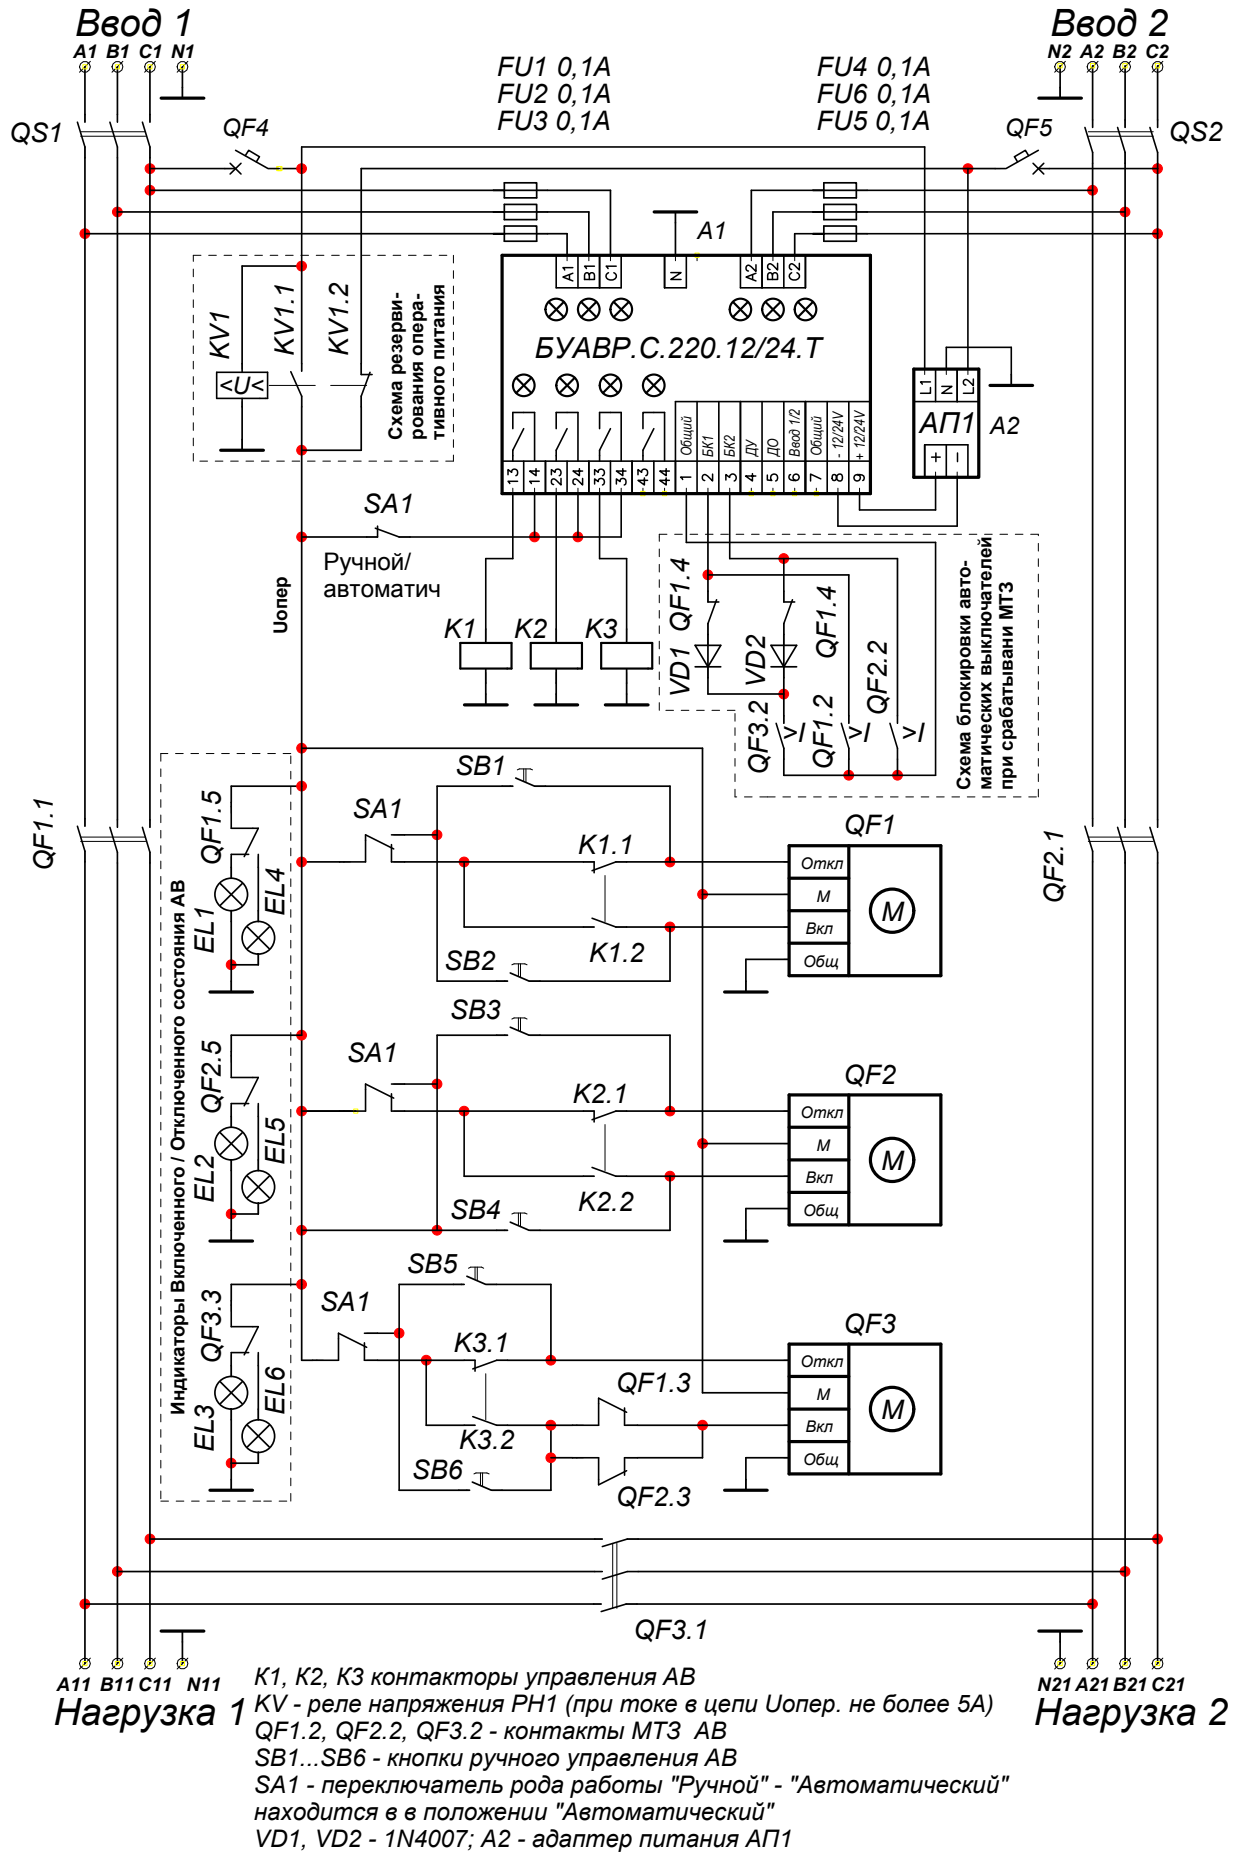 Ввод 1
Ввод 2
A1 B1 C1 N1
N2 A2 B2 C2
FU1 0,1A
FU2 0,1A
FU3 0,1A
FU4 0,1A
FU6 0,1A
FU5 0,1A
QS1
QF4
QF5
QS2
A1
A1
B1
C1
N
A2
B2
C2
KV1
KV1.1
KV1.2
<U<
Схема резерви-
рования опера-
тивного питания
БУАВР.С.220.12/24.Т
L1
N
L2
АП1
A2
+
–
13
14
23
24
33
34
43
44
Общий
БК1
БК2
ДУ
ДО
Ввод 1/2
Общий
- 12/24V
+ 12/24V
1
2
3
4
5
6
7
8
9
SA1
Ручной/
автоматич
Uопер
K1
K2
K3
QF1.4
VD1
VD2
QF1.4
QF3.2
QF1.2
QF2.2
>I
>I
>I
Схема блокировки авто-
матических выключателей
при срабатывани МТЗ
QF1.1
QF2.1
Индикаторы Включенного / Отключенного состояния АВ
QF1.5
EL1
EL4
SA1
SB1
K1.1
K1.2
SB2
QF1
Откл
М
Вкл
Общ
M
QF2.5
EL2
EL5
SA1
SB3
K2.1
K2.2
SB4
QF2
Откл
М
Вкл
Общ
M
QF3.3
EL3
EL6
SA1
SB5
K3.1
K3.2
SB6
QF1.3
QF2.3
QF3
Откл
М
Вкл
Общ
M
QF3.1
A11 B11 C11 N11
N21 A21 B21 C21
Нагрузка 1
Нагрузка 2
К1, К2, К3 контакторы управления АВ
KV - реле напряжения РН1 (при токе в цепи Uопер. не более 5А)
QF1.2, QF2.2, QF3.2 - контакты МТЗ АВ
SB1...SB6 - кнопки ручного управления АВ
SA1 - переключатель рода работы "Ручной" - "Автоматический"
находится в в положении "Автоматический"
VD1, VD2 - 1N4007; А2 - адаптер питания АП1